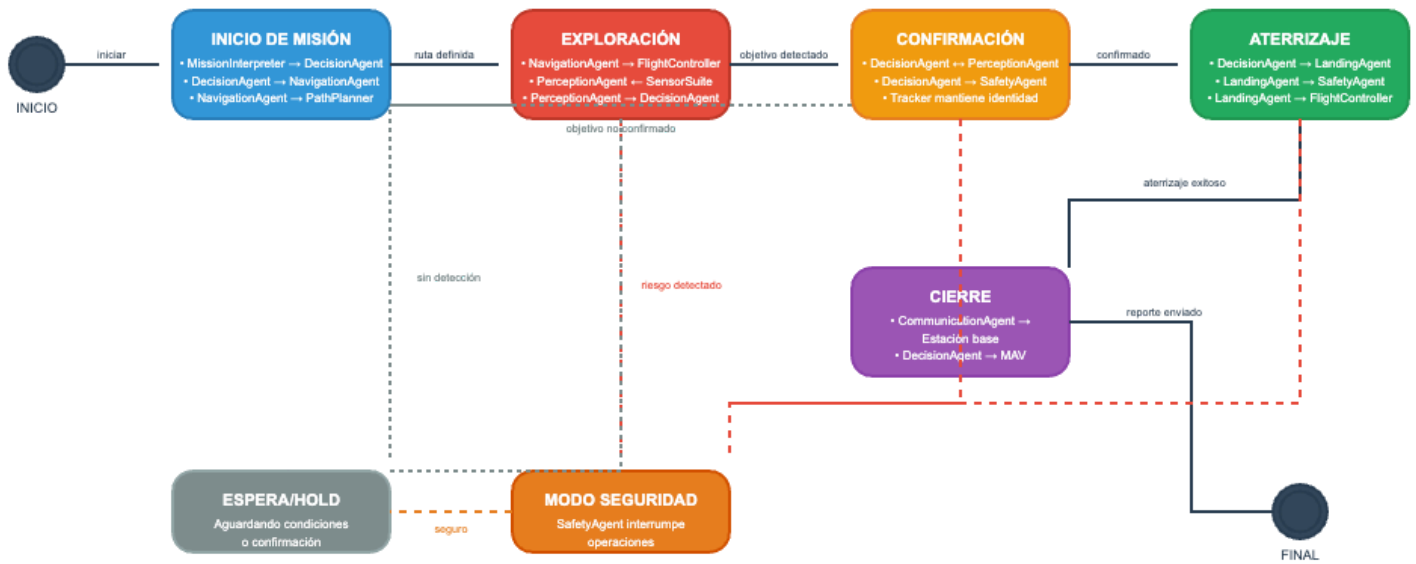 INICIO
iniciar
INICIO DE MISIÓN
• MissionInterpreter → DecisionAgent
• DecisionAgent → NavigationAgent
• NavigationAgent → PathPlanner
ruta definida
EXPLORACIÓN
• NavigationAgent → FlightController
• PerceptionAgent ← SensorSuite
• PerceptionAgent → DecisionAgent
objetivo detectado
CONFIRMACIÓN
• DecisionAgent ↔ PerceptionAgent
• DecisionAgent → SafetyAgent
• Tracker mantiene identidad
confirmado
ATERRIZAJE
• DecisionAgent → LandingAgent
• LandingAgent → SafetyAgent
• LandingAgent → FlightController
objetivo no confirmado
aterrizaje exitoso
sin detección
riesgo detectado
CIERRE
• CommunicationAgent →
Estación base
• DecisionAgent → MAV
reporte enviado
ESPERA/HOLD
Aguardando condiciones
o confirmación
seguro
MODO SEGURIDAD
SafetyAgent interrumpe
operaciones
FINAL